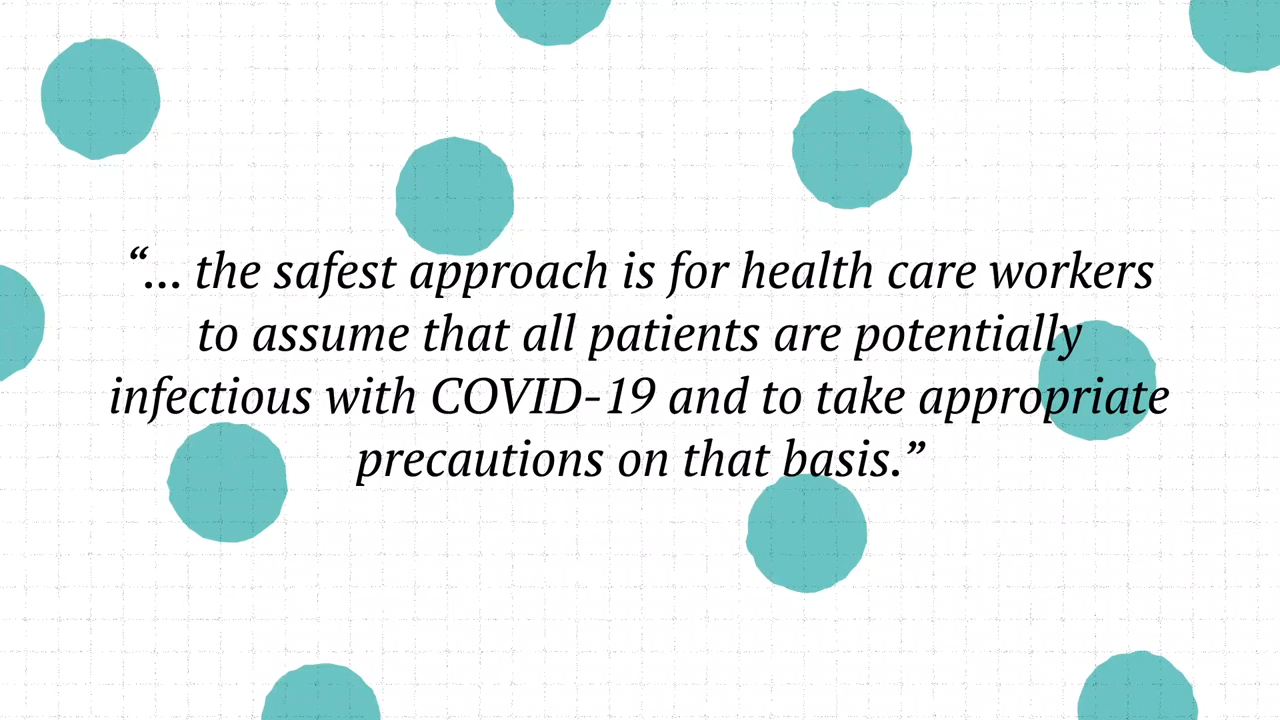 “... the safest approach is for health care workers
to assume that all patients are potentially
infectious with COVID-19 and to take appropriate
precautions on that basis.”